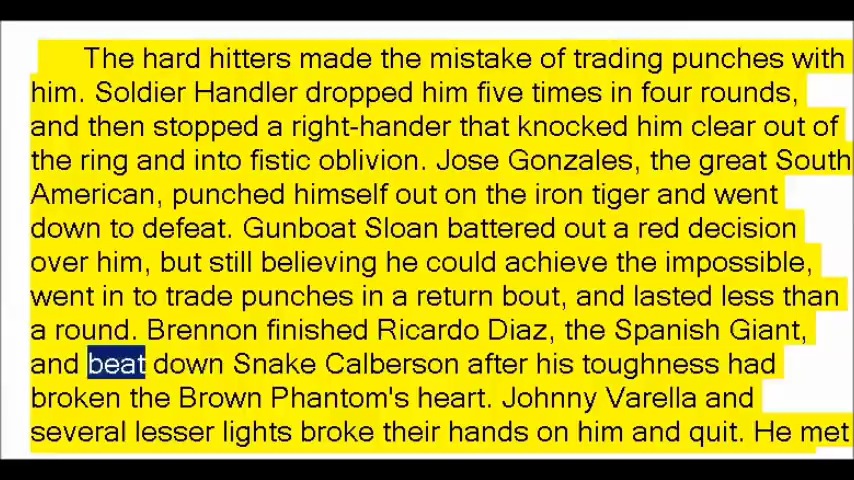 The hard hitters made the mistake of trading punches with
him. Soldier Handler dropped him five times in four rounds,
and then stopped a right-hander that knocked him clear out of
the ring and into fistic oblivion. Jose Gonzales, the great South
American, punched himself out on the iron tiger and went
down to defeat. Gunboat Sloan battered out a red decision
over him, but still believing he could achieve the impossible,
went in to trade punches in a return bout, and lasted less than
a round. Brennon finished Ricardo Diaz, the Spanish Giant,
and beat down Snake Calberson after his toughness had
broken the Brown Phantom's heart. Johnny Varella and
several lesser lights broke their hands on him and quit. He met